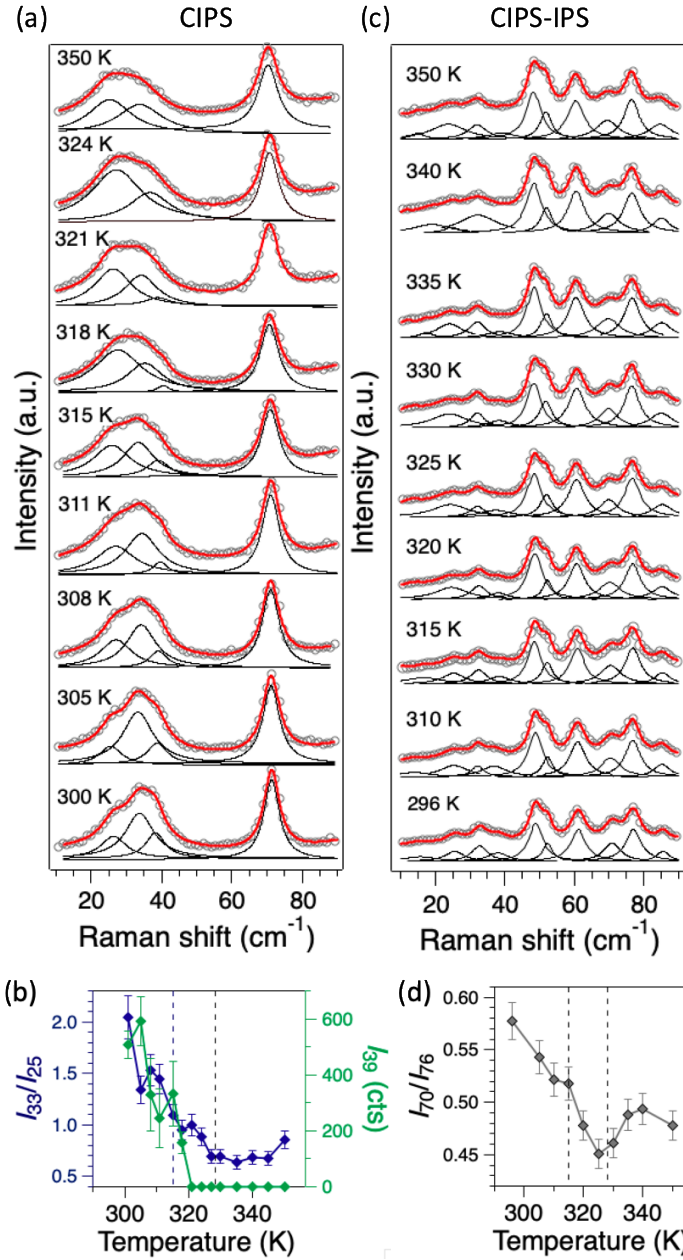 (a) CIPS
350 K
324 K
321 K
318 K
315 K
311 K
308 K
305 K
300 K
Intensity (a.u.)
20 40 60 80
Raman shift (cm⁻¹)
(c) CIPS-IPS
350 K
340 K
335 K
330 K
325 K
320 K
315 K
310 K
296 K
Intensity (a.u.)
20 40 60 80
Raman shift (cm⁻¹)
(b)
2.0
1.5
1.0
0.5
I₃₃/I₂₅
600
400
200
0
I₃₉ (cts)
300 320 340
Temperature (K)
(d)
0.60
0.55
0.50
0.45
I₇₀/I₇₆
300 320 340
Temperature (K)